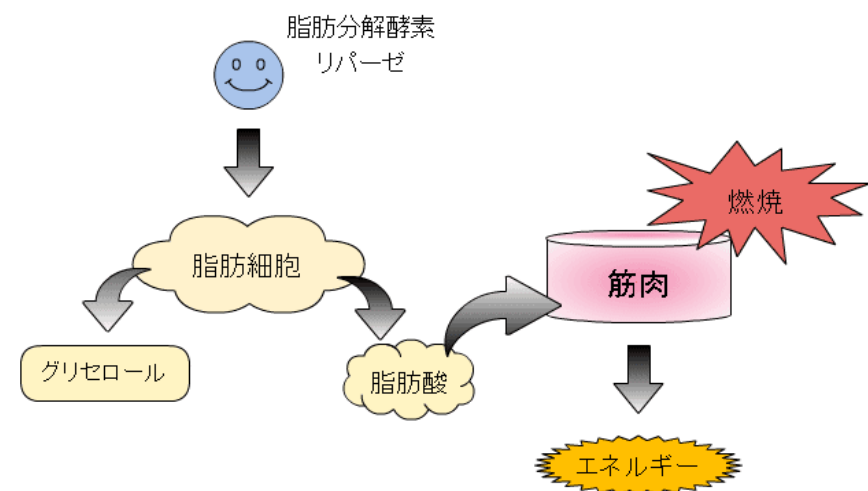 脂肪分解酵素
リパーゼ
燃焼
脂肪細胞
筋肉
グリセロール
脂肪酸
エネルギー